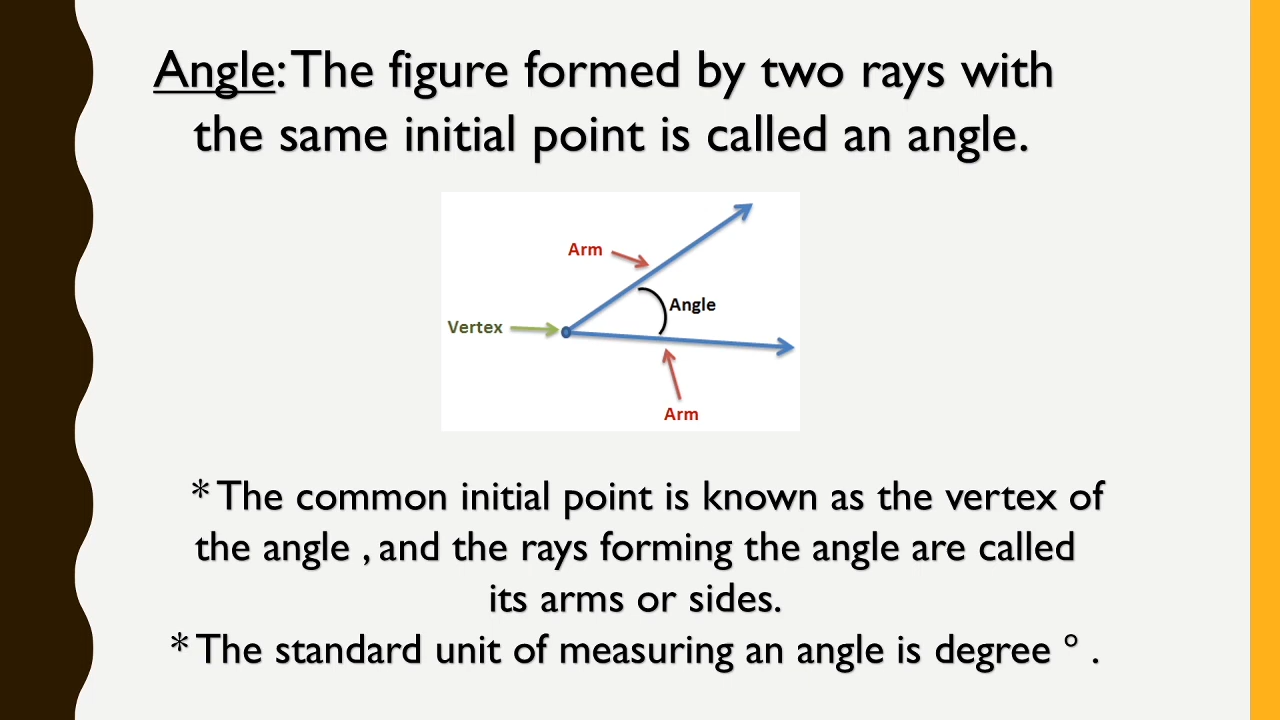 Angle: The figure formed by two rays with
the same initial point is called an angle.
Arm
Angle
Vertex
Arm
* The common initial point is known as the vertex of
the angle , and the rays forming the angle are called
its arms or sides.
* The standard unit of measuring an angle is degree ° .